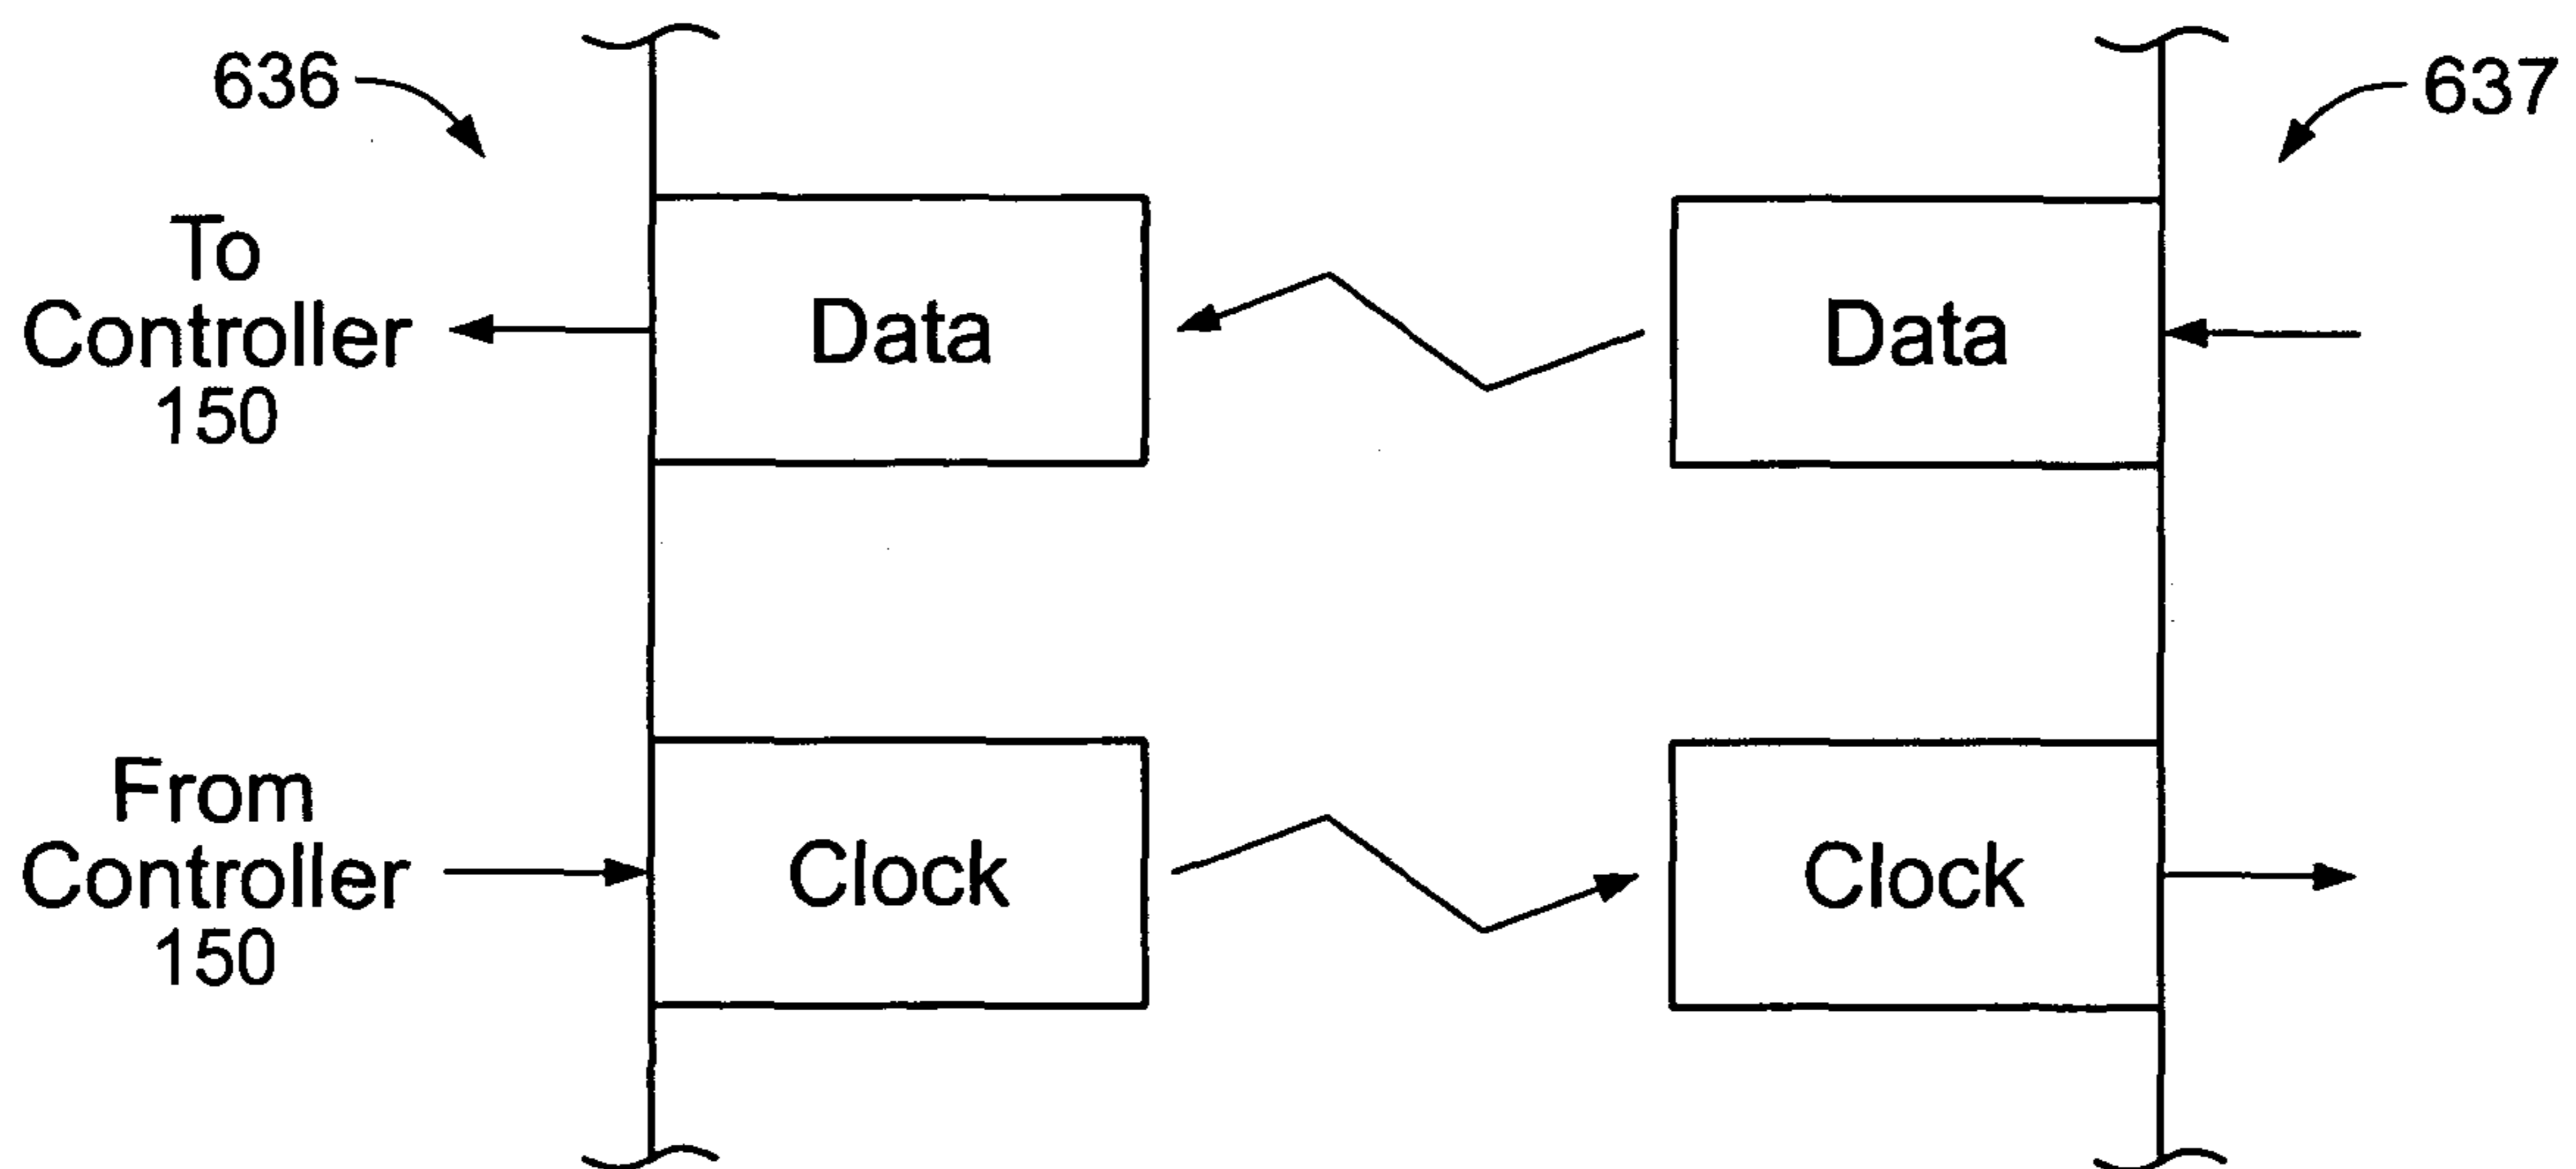 636
637
To
Controller
150
Data
Data
From
Controller
150
Clock
Clock